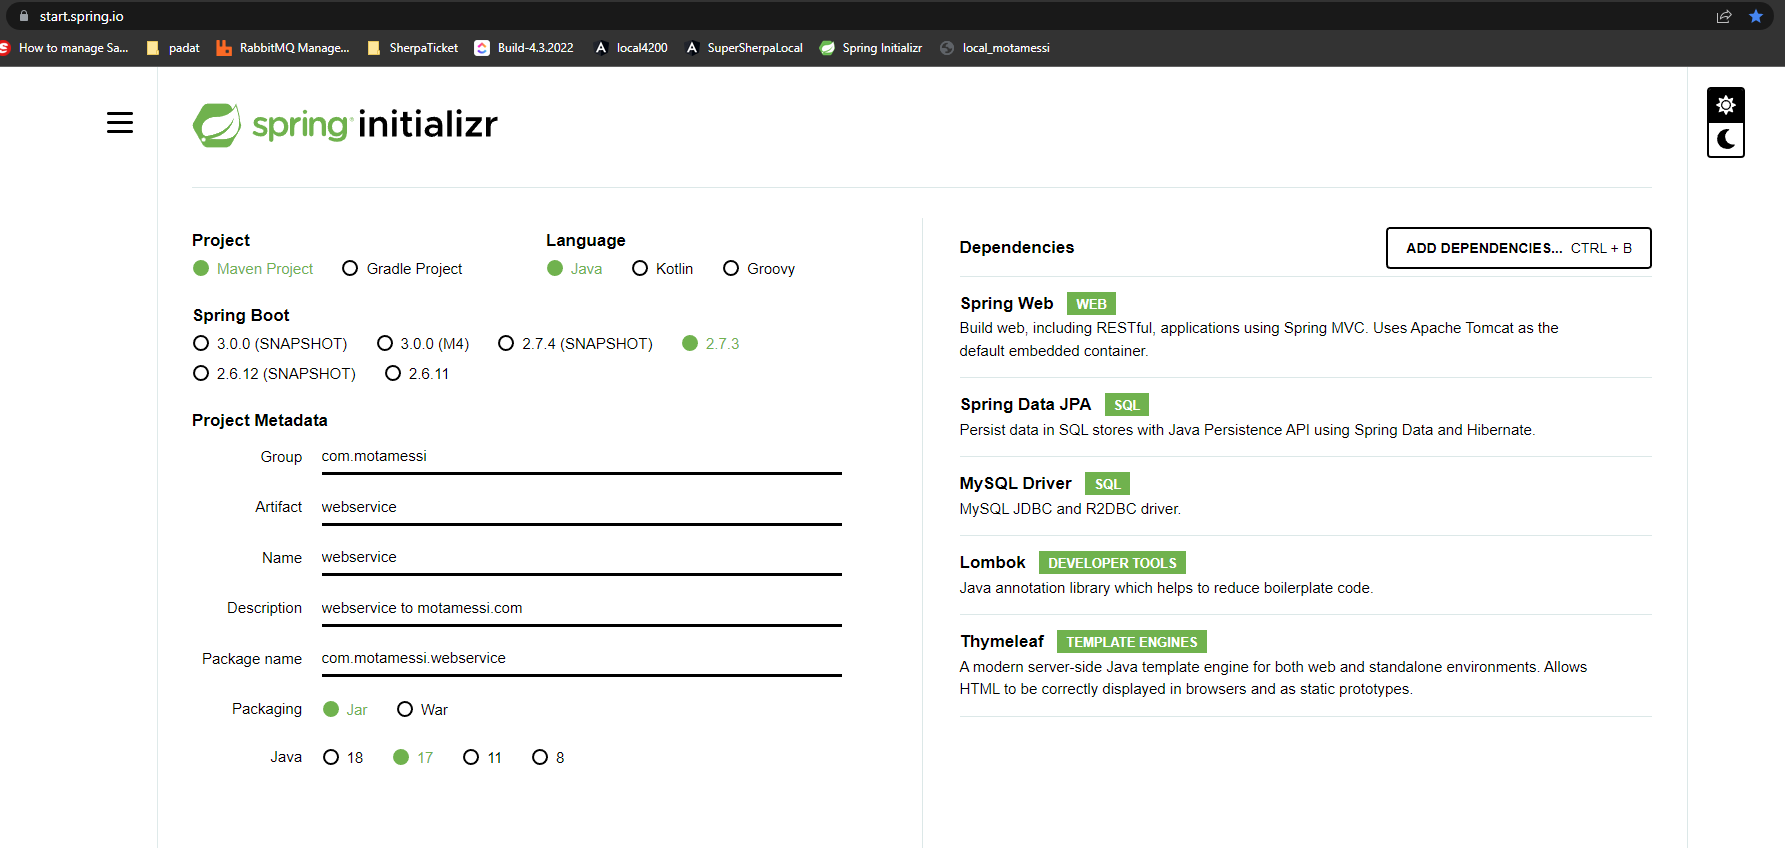 start.spring.io
How to manage Sa... padat RabbitMQ Manage... SherpaTicket Build-4.3.2022 local4200 SuperSherpaLocal Spring Initializr local_motamessi
spring initializr
Project
Maven Project Gradle Project
Language
Java Kotlin Groovy
Spring Boot
3.0.0 (SNAPSHOT) 3.0.0 (M4) 2.7.4 (SNAPSHOT) 2.7.3
2.6.12 (SNAPSHOT) 2.6.11
Project Metadata
Group com.motamessi
Artifact webservice
Name webservice
Description webservice to motamessi.com
Package name com.motamessi.webservice
Packaging Jar War
Java 18 17 11 8
Dependencies ADD DEPENDENCIES... CTRL + B
Spring Web WEB
Build web, including RESTful, applications using Spring MVC. Uses Apache Tomcat as the
default embedded container.
Spring Data JPA SQL
Persist data in SQL stores with Java Persistence API using Spring Data and Hibernate.
MySQL Driver SQL
MySQL JDBC and R2DBC driver.
Lombok DEVELOPER TOOLS
Java annotation library which helps to reduce boilerplate code.
Thymeleaf TEMPLATE ENGINES
A modern server-side Java template engine for both web and standalone environments. Allows
HTML to be correctly displayed in browsers and as static prototypes.